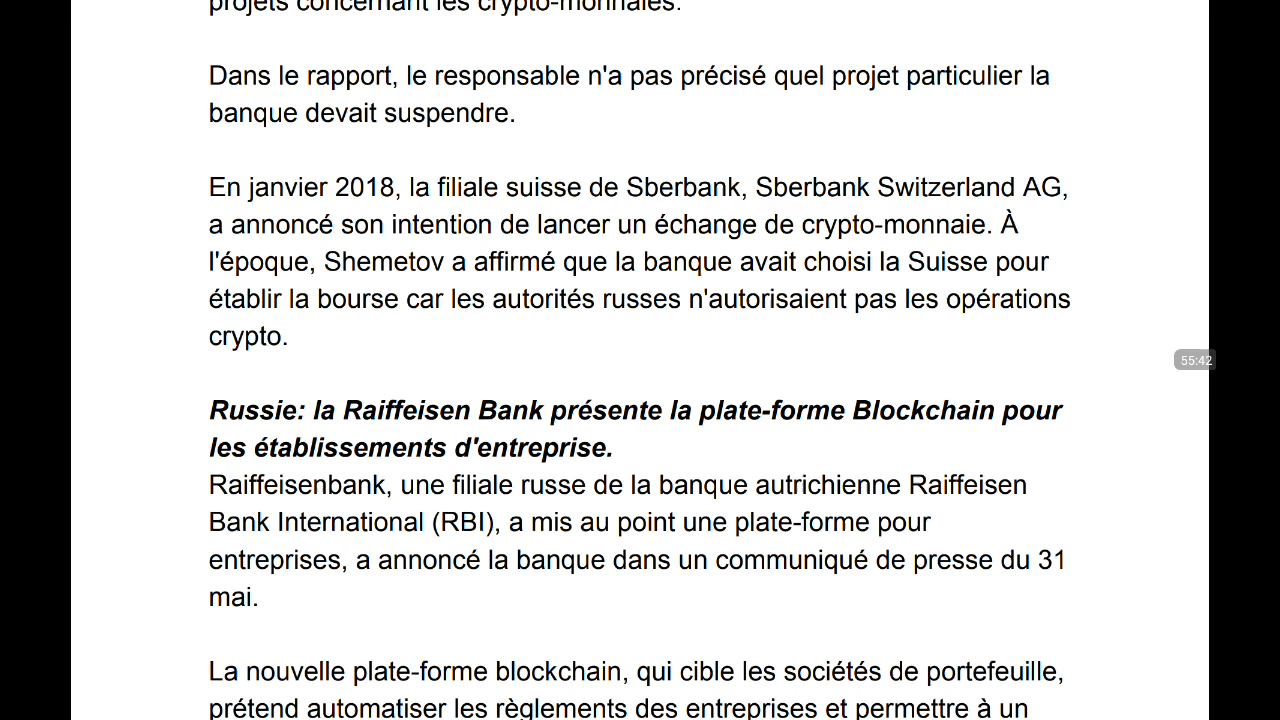 projets concernant les crypto-monnaies.
Dans le rapport, le responsable n'a pas précisé quel projet particulier la
banque devait suspendre.
En janvier 2018, la filiale suisse de Sberbank, Sberbank Switzerland AG,
a annoncé son intention de lancer un échange de crypto-monnaie. À
l'époque, Shemetov a affirmé que la banque avait choisi la Suisse pour
établir la bourse car les autorités russes n'autorisaient pas les opérations
crypto.
55:42
Russie: la Raiffeisen Bank présente la plate-forme Blockchain pour
les établissements d'entreprise.
Raiffeisenbank, une filiale russe de la banque autrichienne Raiffeisen
Bank International (RBI), a mis au point une plate-forme pour
entreprises, a annoncé la banque dans un communiqué de presse du 31
mai.
La nouvelle plate-forme blockchain, qui cible les sociétés de portefeuille,
prétend automatiser les règlements des entreprises et permettre à un